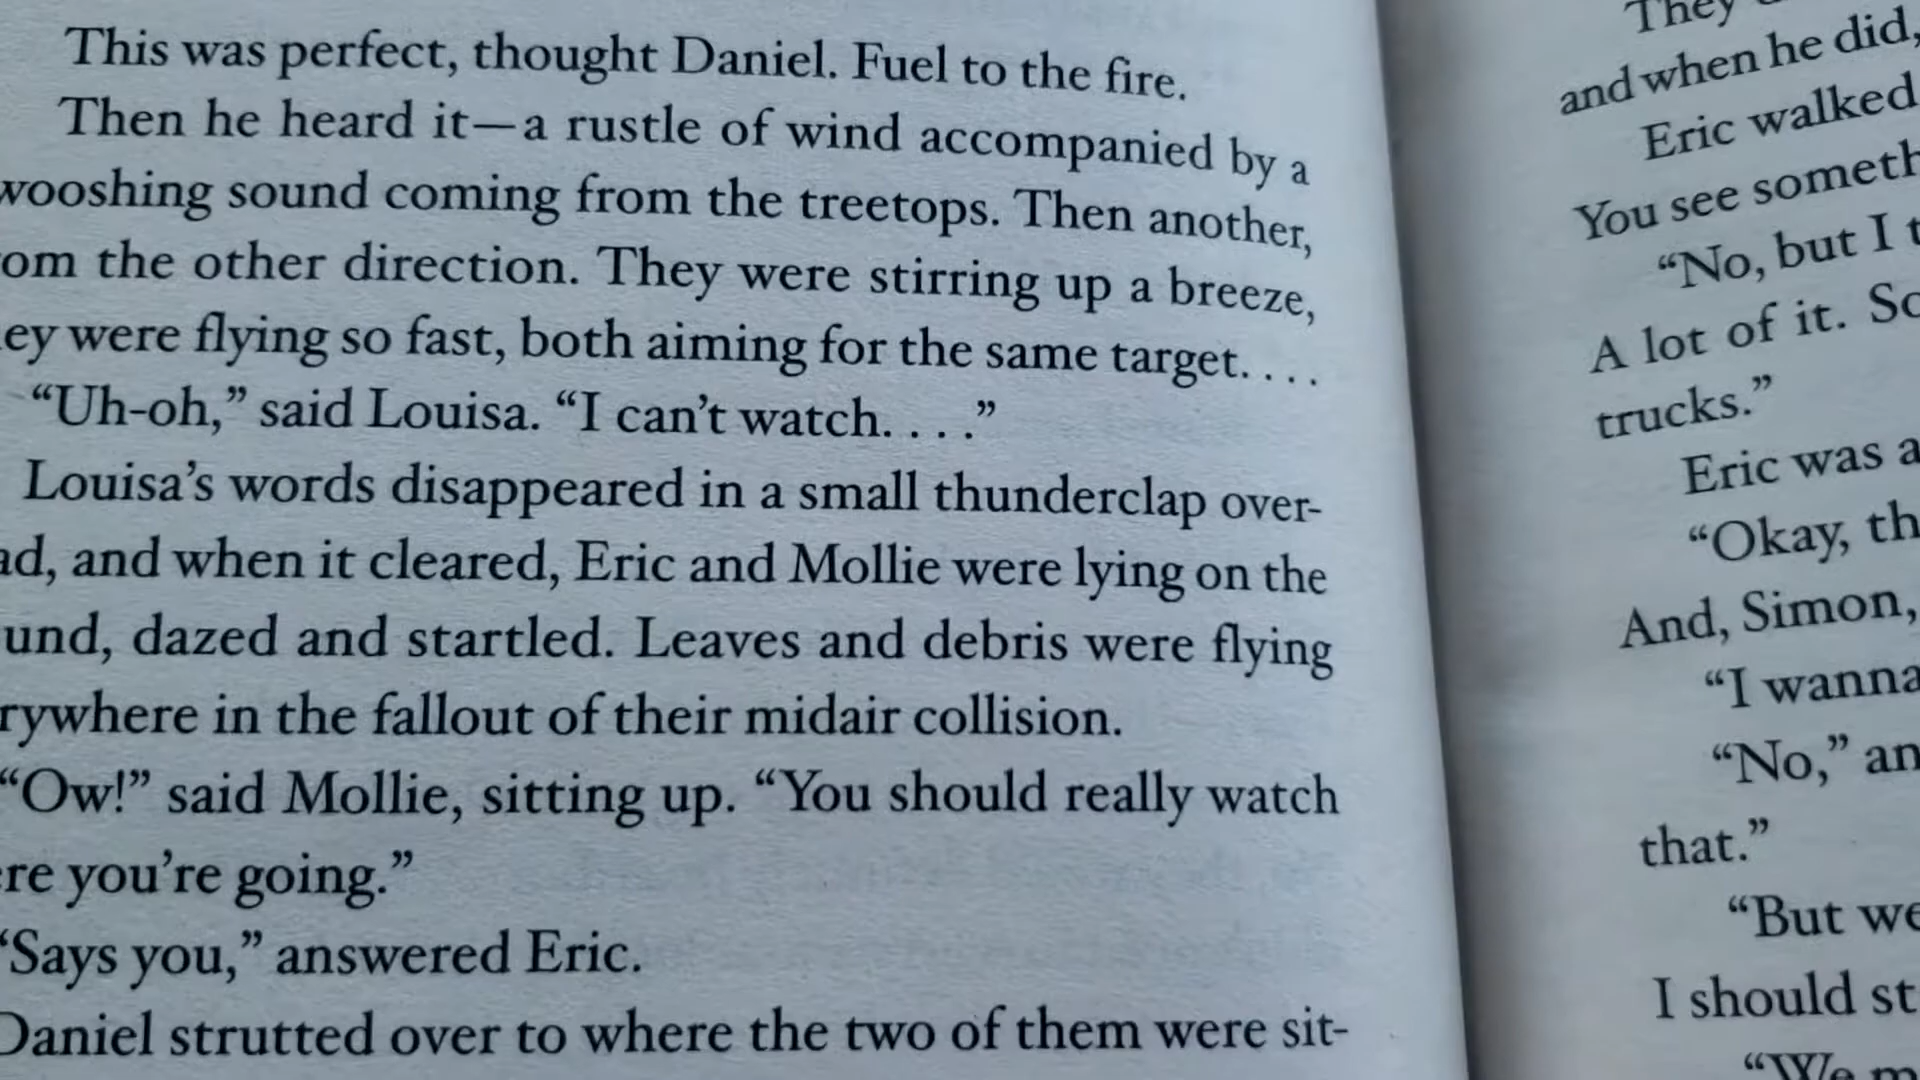 This was perfect, thought Daniel. Fuel to the fire.
Then he heard it—a rustle of wind accompanied by a
wooshing sound coming from the treetops. Then another,
om the other direction. They were stirring up a breeze,
ey were flying so fast, both aiming for the same target. . . .
“Uh-oh,” said Louisa. “I can’t watch. . . .”
Louisa’s words disappeared in a small thunderclap over-
ad, and when it cleared, Eric and Mollie were lying on the
und, dazed and startled. Leaves and debris were flying
rywhere in the fallout of their midair collision.
“Ow!” said Mollie, sitting up. “You should really watch
re you’re going.”
“Says you,” answered Eric.
Daniel strutted over to where the two of them were sit-
They
and when he did,
Eric walked
You see someth
“No, but I t
A lot of it. So
trucks.”
Eric was a
“Okay, th
And, Simon,
“I wanna
“No,” an
that.”
“But we
I should st
“We m